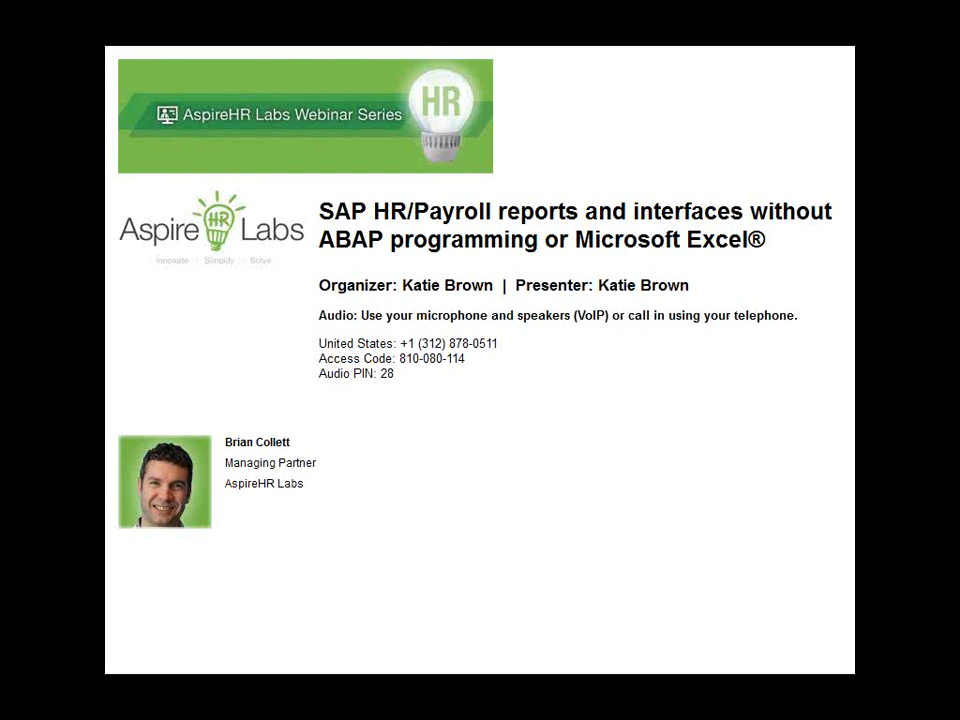 AspireHR Labs Webinar Series
HR
Aspire HR Labs
Innovate | Simplify | Solve
SAP HR/Payroll reports and interfaces without
ABAP programming or Microsoft Excel®
Organizer: Katie Brown | Presenter: Katie Brown
Audio: Use your microphone and speakers (VoIP) or call in using your telephone.
United States: +1 (312) 878-0511
Access Code: 810-080-114
Audio PIN: 28
Brian Collett
Managing Partner
AspireHR Labs